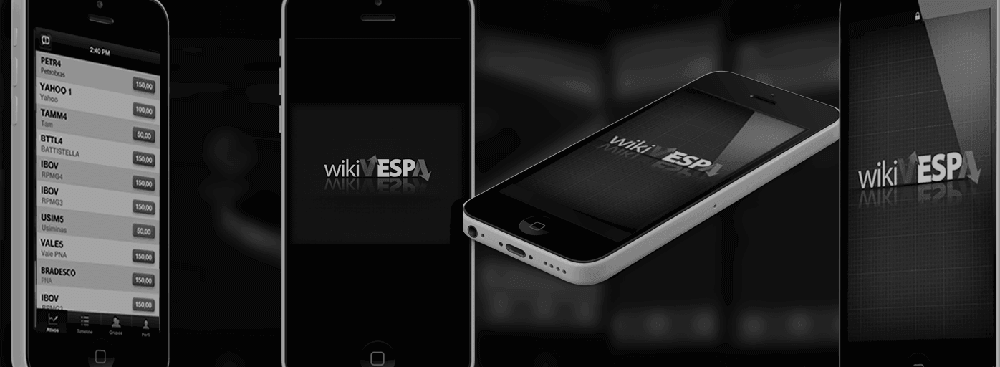 2:40 PM
PETR4
Petrobras
150,00
YAHOO 1
Yahoo
100,00
TAMM4
Tam
50,00
BTTL4
BATTISTELLA
150,00
IBOV
RPMG4
150,00
IBOV
RPMG3
150,00
USIM5
Usiminas
50,00
VALE5
Vale PNA
150,00
BRADESCO
PNA
150,00
IBOV
RPMG3
150,00
wikiVESPA
wikiVESPA
wikiVESPA